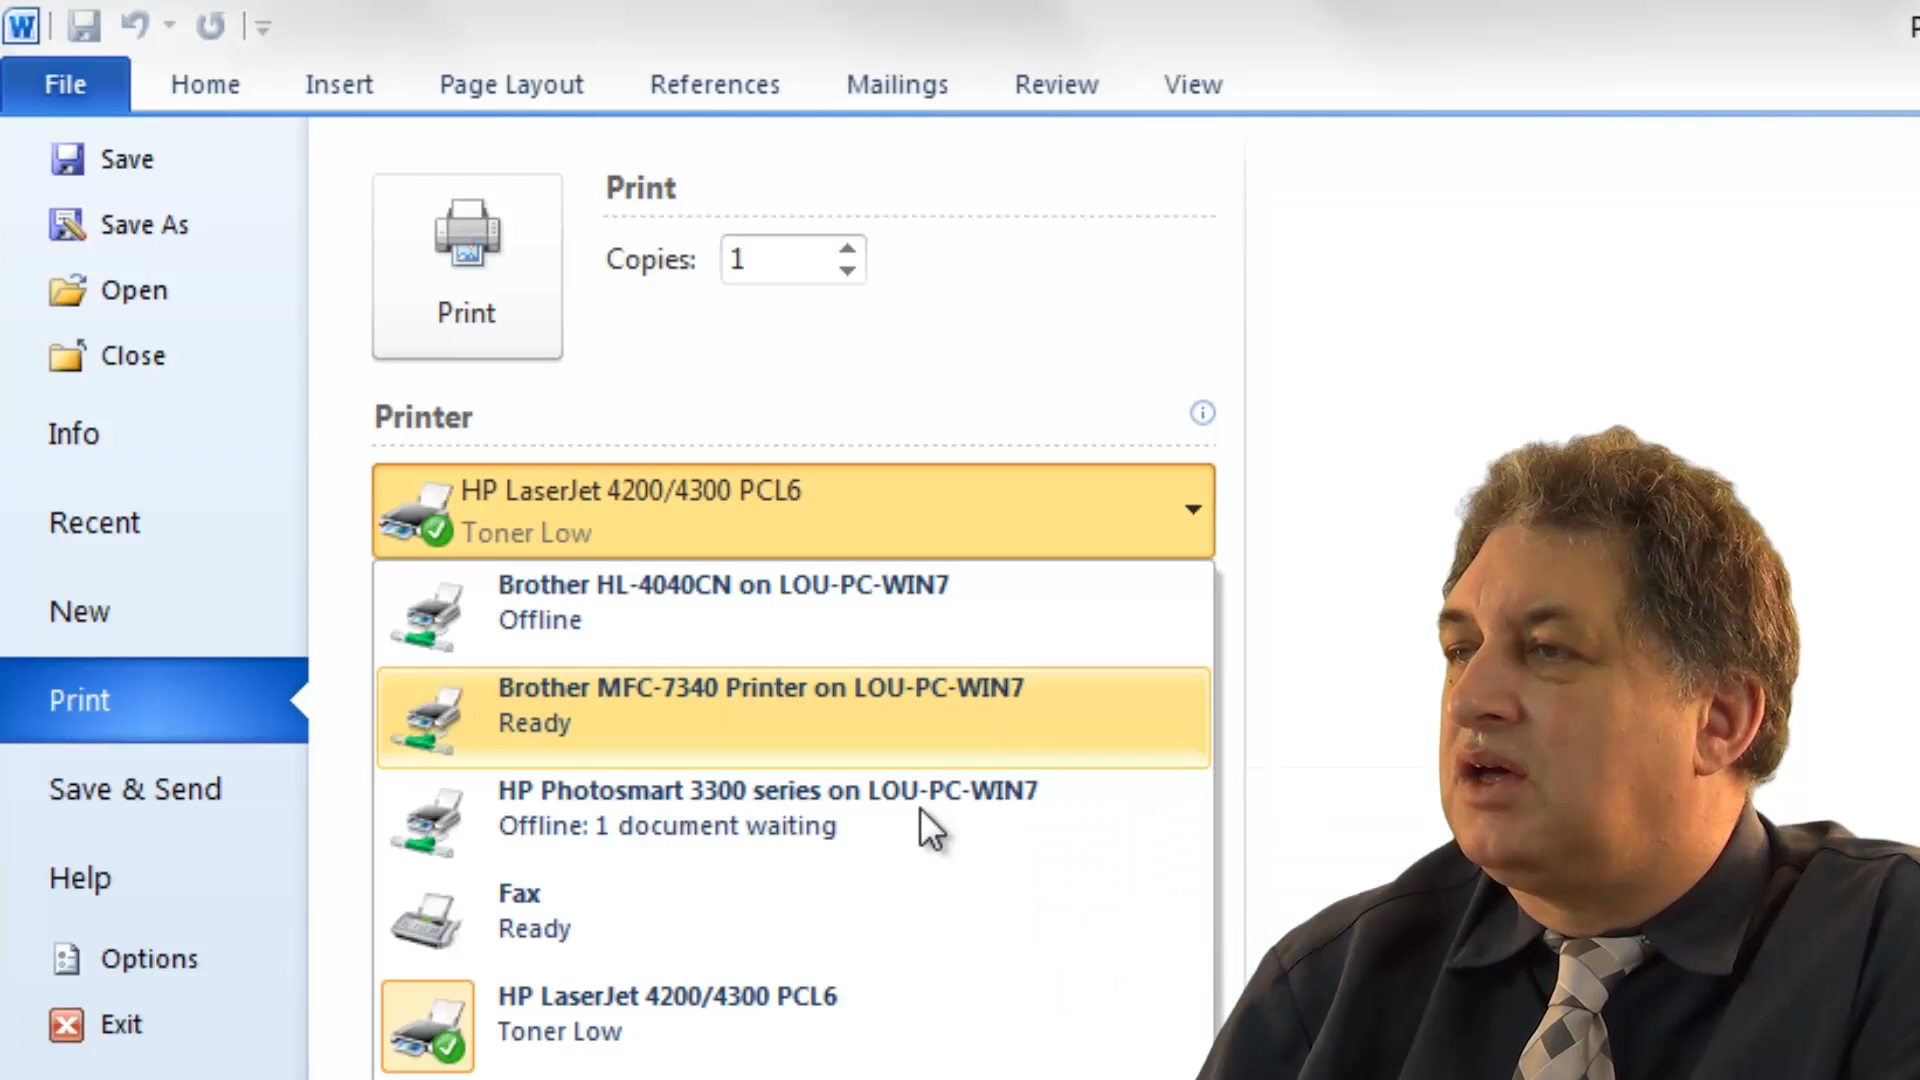 W
P
File Home Insert Page Layout References Mailings Review View
Save
Save As
Open
Close
Info
Recent
New
Print
Save & Send
Help
Options
Exit
Print
Print
Copies: 1
Printer
HP LaserJet 4200/4300 PCL6
Toner Low
Brother HL-4040CN on LOU-PC-WIN7
Offline
Brother MFC-7340 Printer on LOU-PC-WIN7
Ready
HP Photosmart 3300 series on LOU-PC-WIN7
Offline: 1 document waiting
Fax
Ready
HP LaserJet 4200/4300 PCL6
Toner Low